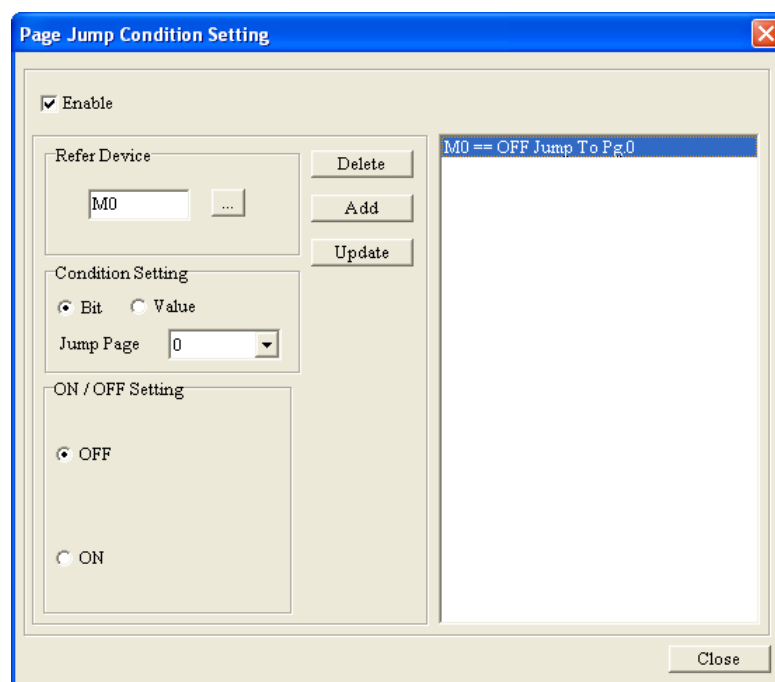 Page Jump Condition Setting
Enable
Refer Device
M0
...
Delete
Add
Update
Condition Setting
Bit
Value
Jump Page
0
ON / OFF Setting
OFF
ON
M0 == OFF Jump To Pg.0
Close